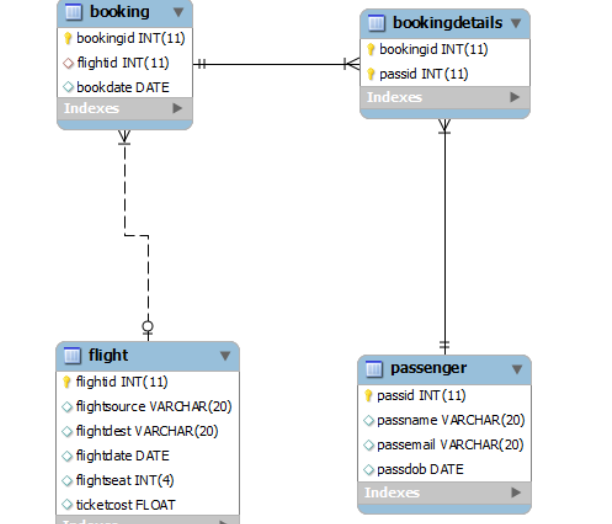 booking
bookingid INT(11)
flightid INT(11)
bookdate DATE
Indexes
bookingdetails
bookingid INT(11)
passid INT(11)
Indexes
flight
flightid INT(11)
flightsource VARCHAR(20)
flightdest VARCHAR(20)
flightdate DATE
flightseat INT(4)
ticketcost FLOAT
Indexes
passenger
passid INT(11)
passname VARCHAR(20)
passemail VARCHAR(20)
passdob DATE
Indexes